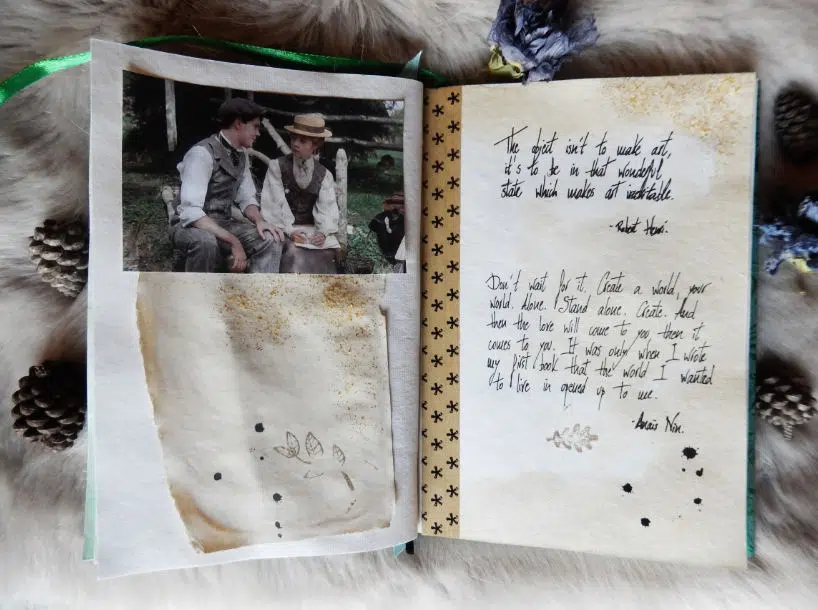 The object isn't to make art,
it's to be in that wonderful
state which makes art inevitable.
- Robert Henri.
Don't wait for it. Create a world, your
world. Alone. Stand alone. Create. And
then the love will come to you then it
comes to you. It was only when I wrote
my first book that the world I wanted
to live in opened up to me.
- Anaïs Nin.